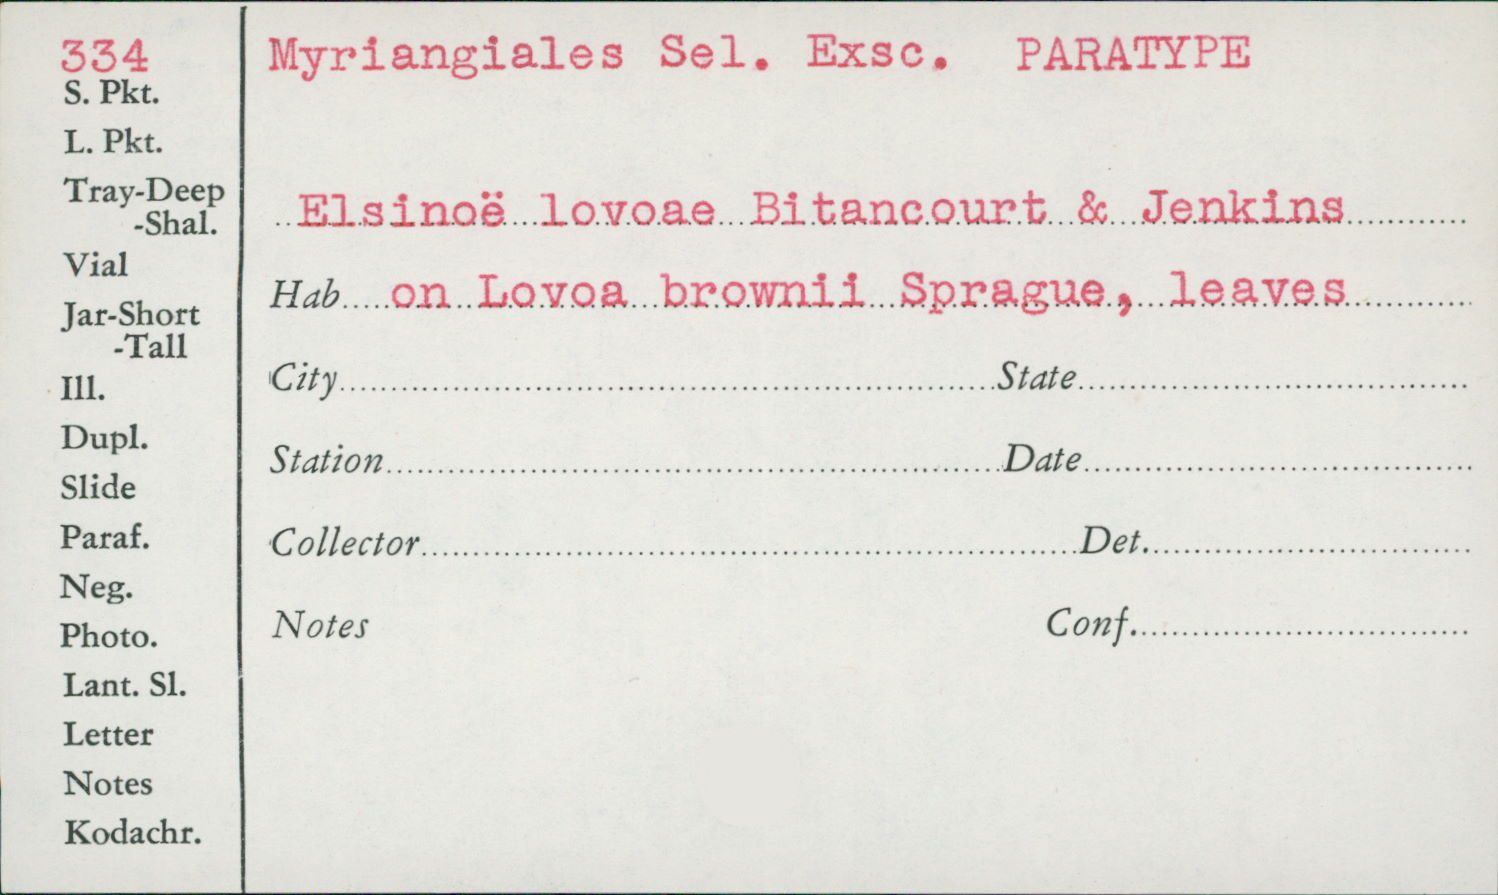 334
S. Pkt.
L. Pkt.
Tray-Deep
-Shal.
Vial
Jar-Short
-Tall
Ill.
Dupl.
Slide
Paraf.
Neg.
Photo.
Lant. Sl.
Letter
Notes
Kodachr.
Myriangiales Sel. Exsc. PARATYPE
Elsinoë lovoae Bitancourt & Jenkins
Hab on Lovoa brownii Sprague, leaves
City State
Station Date
Collector Det.
Notes Conf.